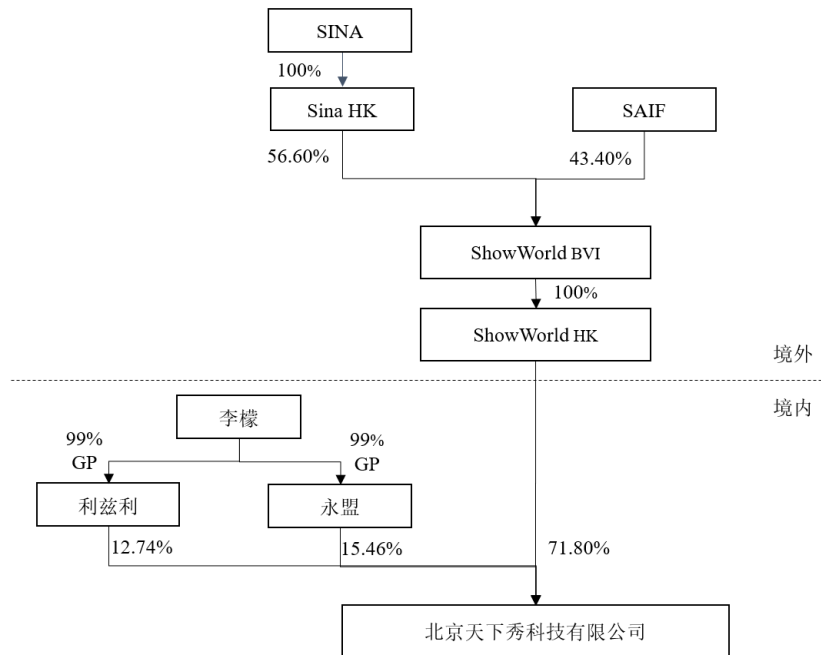 SINA
100%
Sina HK
SAIF
56.60%
43.40%
ShowWorld BVI
100%
ShowWorld HK
境外
境内
李檬
99%
GP
99%
GP
利兹利
永盟
12.74%
15.46%
71.80%
北京天下秀科技有限公司